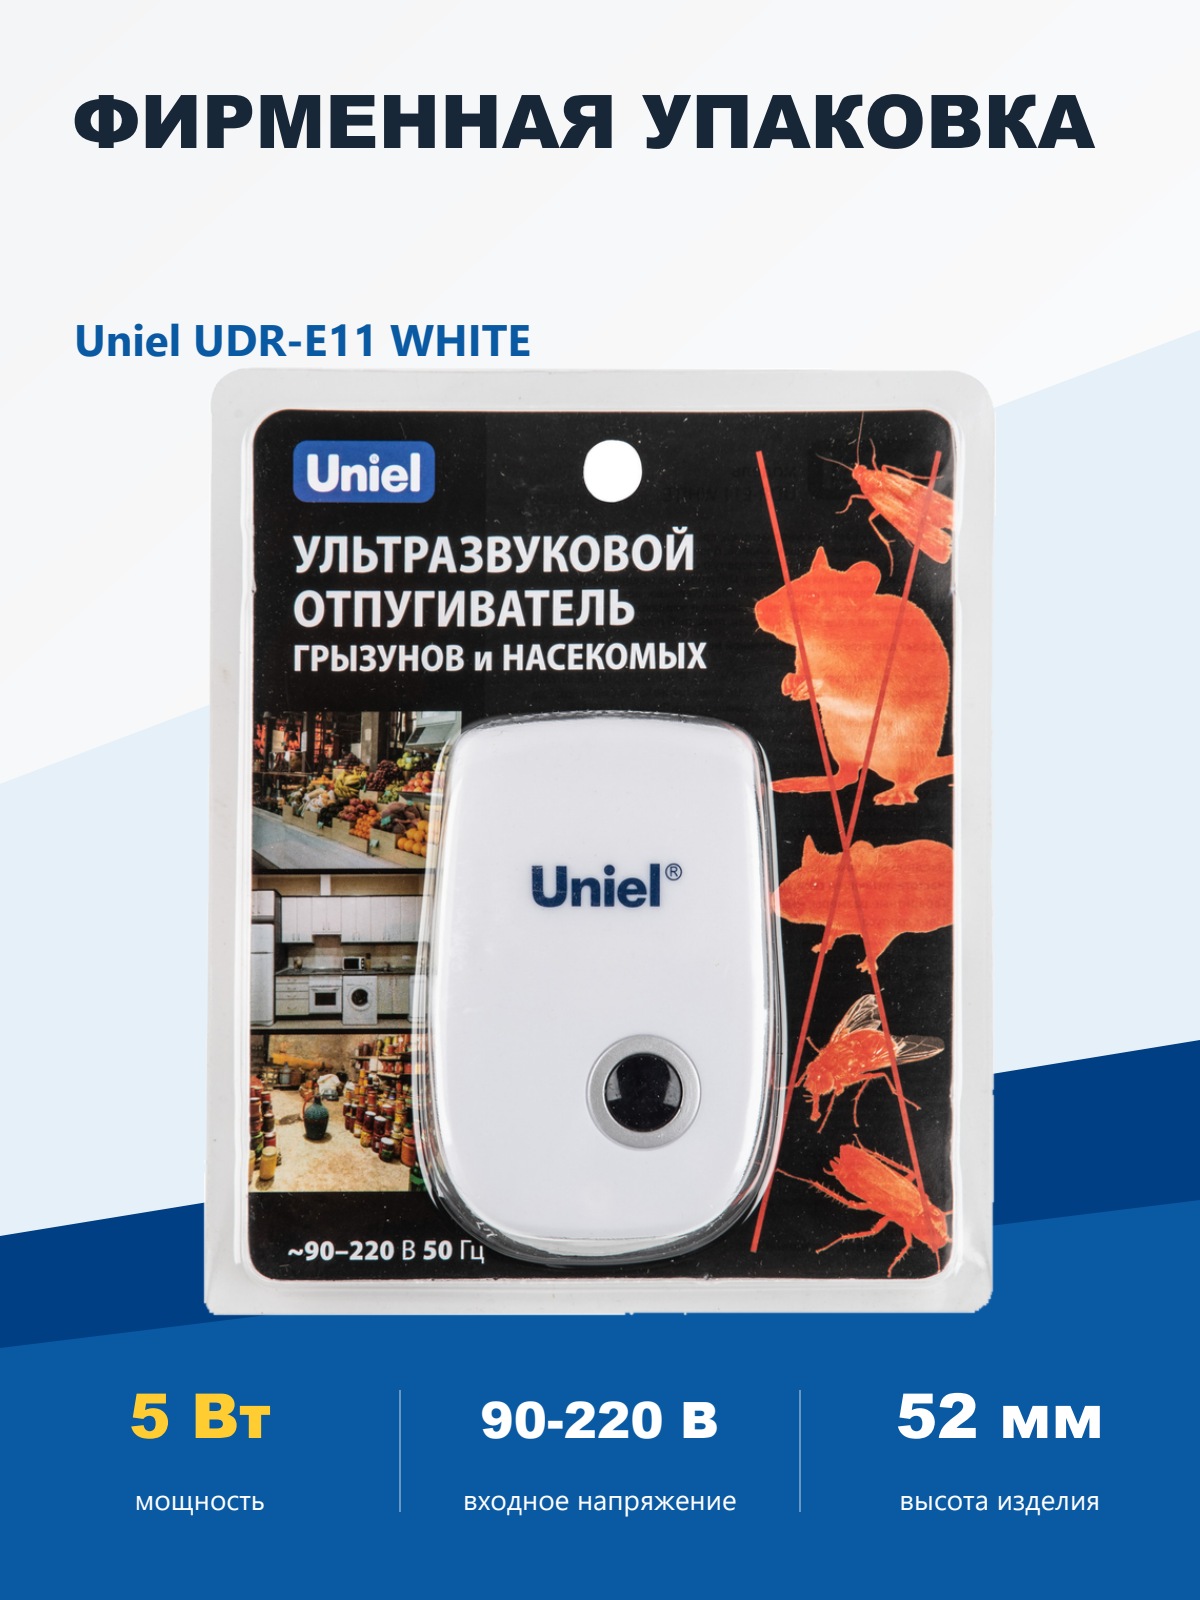 ФИРМЕННАЯ УПАКОВКА
Uniel UDR-E11 WHITE
Uniel
УЛЬТРАЗВУКОВОЙ
ОТПУГИВАТЕЛЬ
ГРЫЗУНОВ и НАСЕКОМЫХ
Uniel®
~90–220 В 50 Гц
5 Вт
90-220 В
52 мм
мощность
входное напряжение
высота изделия